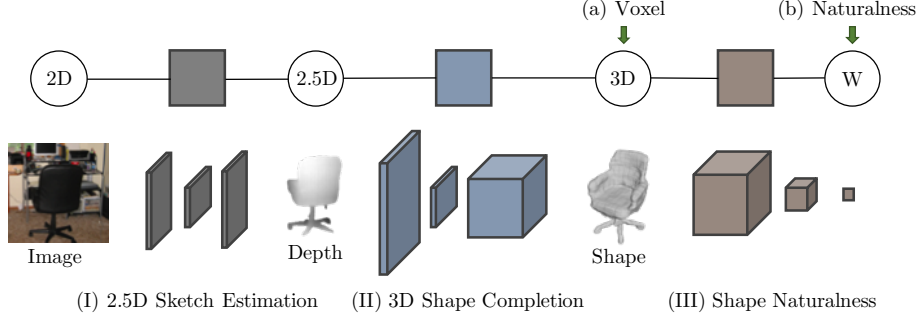 (a) Voxel
(b) Naturalness
2D
2.5D
3D
W
Image
Depth
Shape
(I) 2.5D Sketch Estimation
(II) 3D Shape Completion
(III) Shape Naturalness